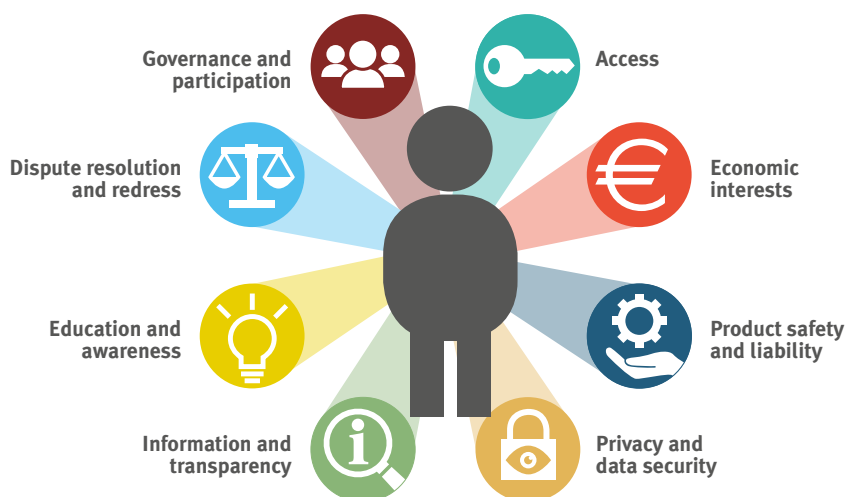 Governance and
participation
Access
Dispute resolution
and redress
€
Economic
interests
Education and
awareness
Product safety
and liability
i
Information and
transparency
Privacy and
data security